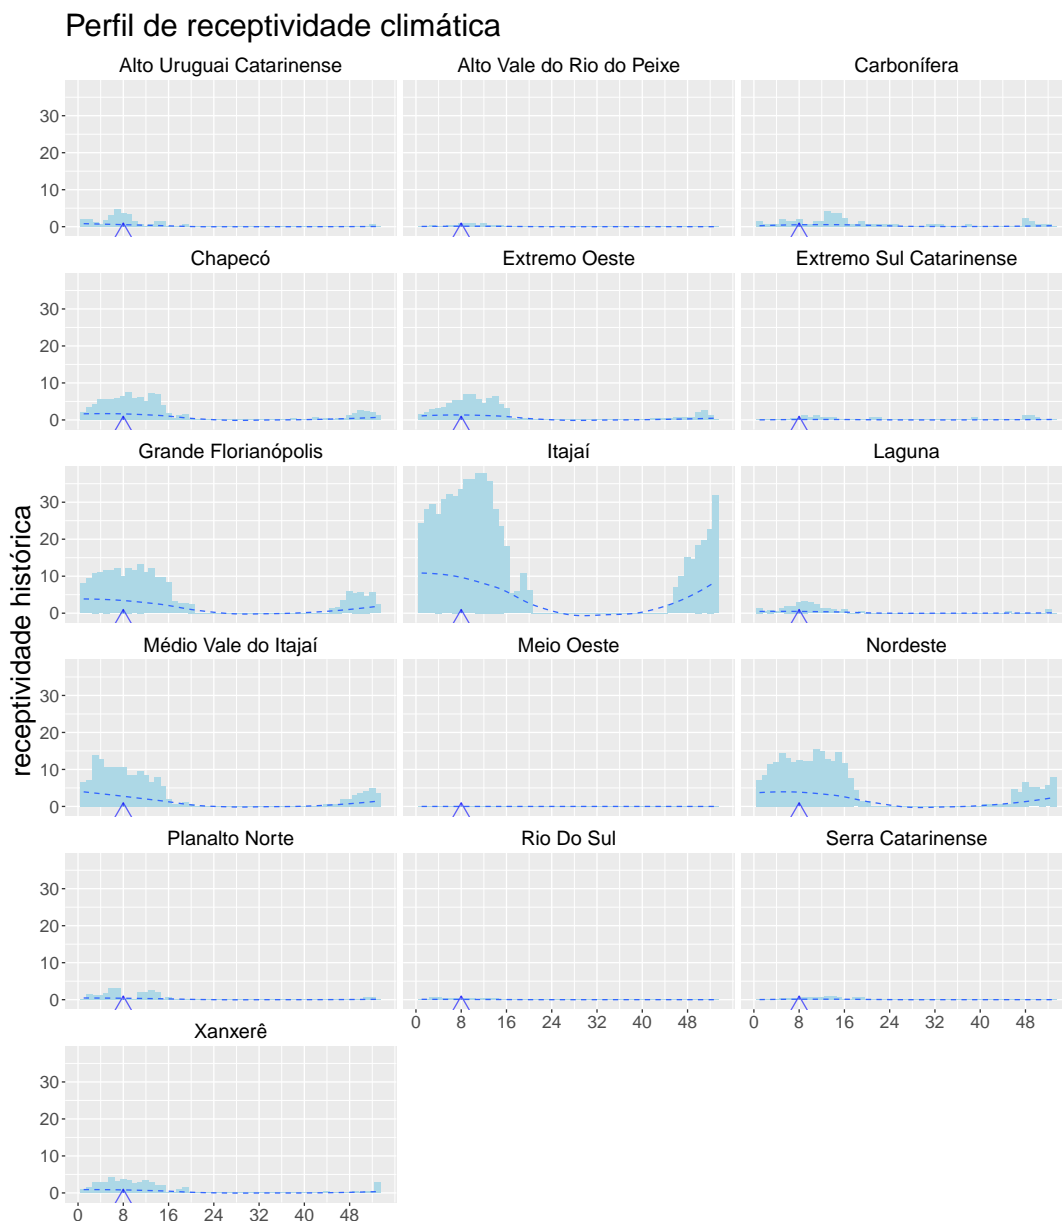 Perfil de receptividade climática
Alto Uruguai Catarinense
Alto Vale do Rio do Peixe
Carbonífera
30
20
10
0
Chapecó
Extremo Oeste
Extremo Sul Catarinense
30
20
10
0
Grande Florianópolis
Itajaí
Laguna
30
20
10
0
receptividade histórica
Médio Vale do Itajaí
Meio Oeste
Nordeste
30
20
10
0
Planalto Norte
Rio Do Sul
Serra Catarinense
30
20
10
0
0 8 16 24 32 40 48
0 8 16 24 32 40 48
Xanxerê
30
20
10
0
0 8 16 24 32 40 48